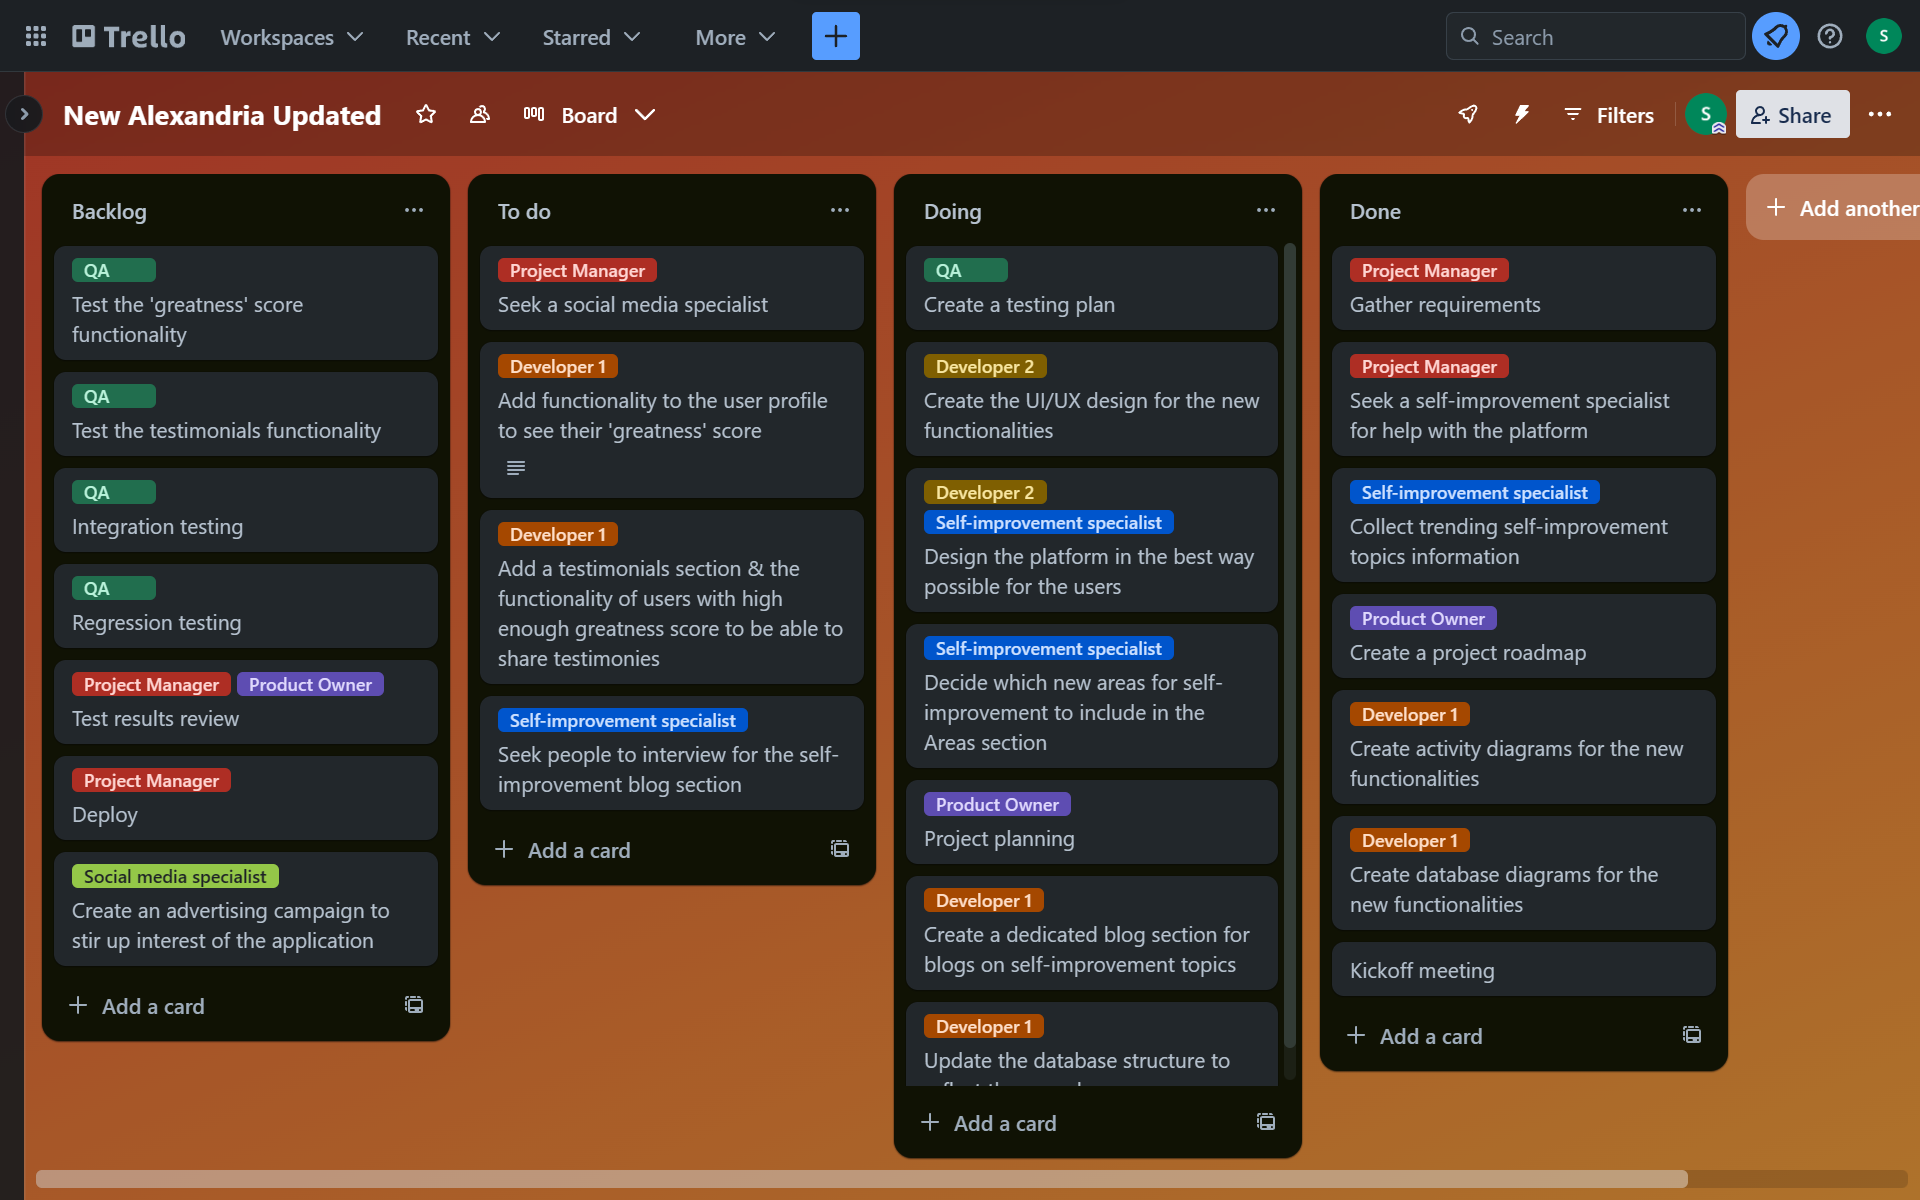 Trello
Workspaces
Recent
Starred
More
Search
S
New Alexandria Updated
Board
Filters
S
Share
Backlog
QA
Test the 'greatness' score
functionality
QA
Test the testimonials functionality
QA
Integration testing
QA
Regression testing
Project Manager Product Owner
Test results review
Project Manager
Deploy
Social media specialist
Create an advertising campaign to
stir up interest of the application
Add a card
To do
Project Manager
Seek a social media specialist
Developer 1
Add functionality to the user profile
to see their 'greatness' score
Developer 1
Add a testimonials section & the
functionality of users with high
enough greatness score to be able to
share testimonies
Self-improvement specialist
Seek people to interview for the self-
improvement blog section
Add a card
Doing
QA
Create a testing plan
Developer 2
Create the UI/UX design for the new
functionalities
Developer 2
Self-improvement specialist
Design the platform in the best way
possible for the users
Self-improvement specialist
Decide which new areas for self-
improvement to include in the
Areas section
Product Owner
Project planning
Developer 1
Create a dedicated blog section for
blogs on self-improvement topics
Developer 1
Update the database structure to
Add a card
Done
Project Manager
Gather requirements
Project Manager
Seek a self-improvement specialist
for help with the platform
Self-improvement specialist
Collect trending self-improvement
topics information
Product Owner
Create a project roadmap
Developer 1
Create activity diagrams for the new
functionalities
Developer 1
Create database diagrams for the
new functionalities
Kickoff meeting
Add a card
Add another